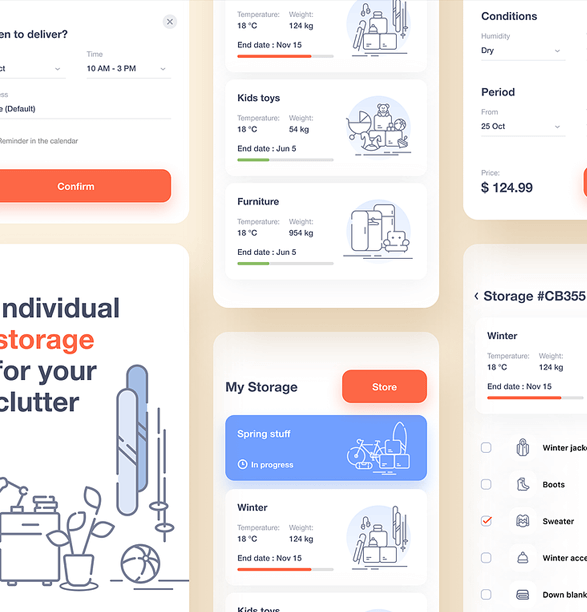 en to deliver?
Time
ct
10 AM - 3 PM
ess
e (Default)
Reminder in the calendar
Confirm
ndividual
storage
for your
clutter
Temperature: Weight:
18 °C 124 kg
End date : Nov 15
Kids toys
Temperature: Weight:
18 °C 54 kg
End date : Jun 5
Furniture
Temperature: Weight:
18 °C 954 kg
End date : Jun 5
My Storage
Store
Spring stuff
In progress
Winter
Temperature: Weight:
18 °C 124 kg
End date : Nov 15
Kids toys
Conditions
Humidity
Dry
Period
From
25 Oct
Price:
$ 124.99
Storage #CB355
Winter
Temperature: Weight:
18 °C 124 kg
End date : Nov 15
Winter jack
Boots
Sweater
Winter acce
Down blan